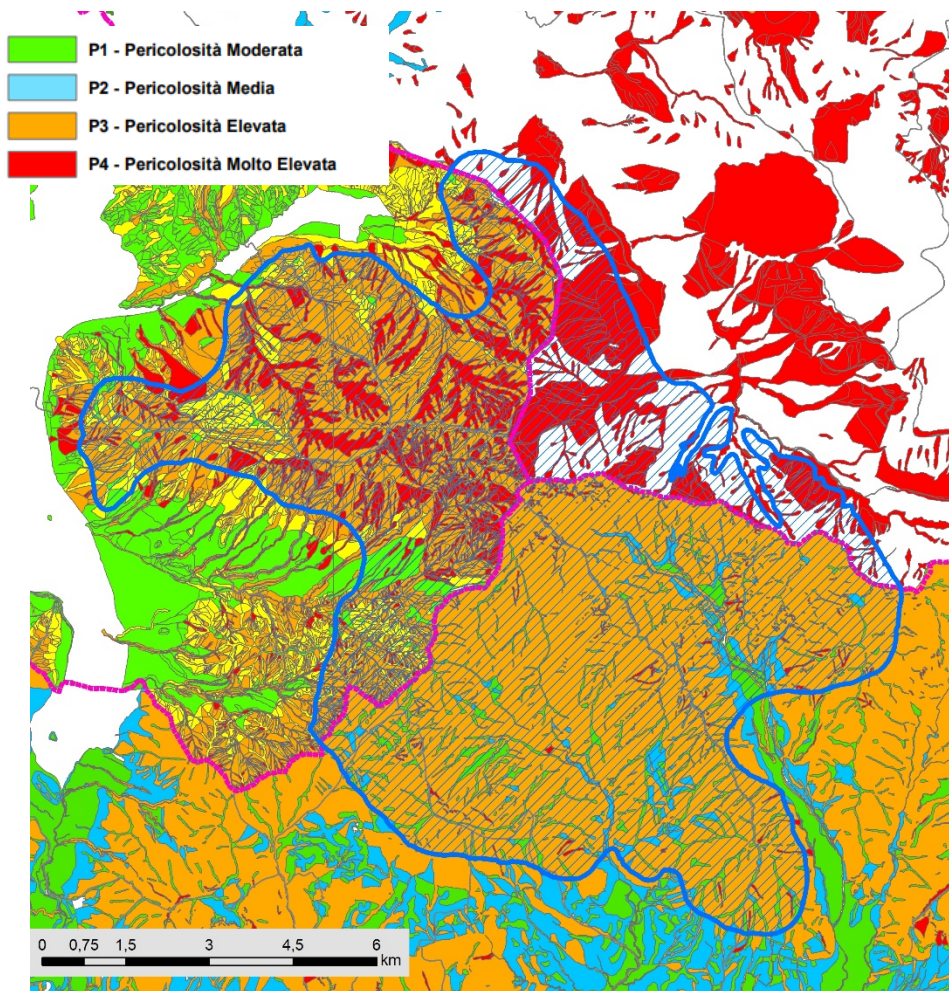 P1 - Pericolosità Moderata
P2 - Pericolosità Media
P3 - Pericolosità Elevata
P4 - Pericolosità Molto Elevata
0 0,75 1,5 3 4,5 6
km